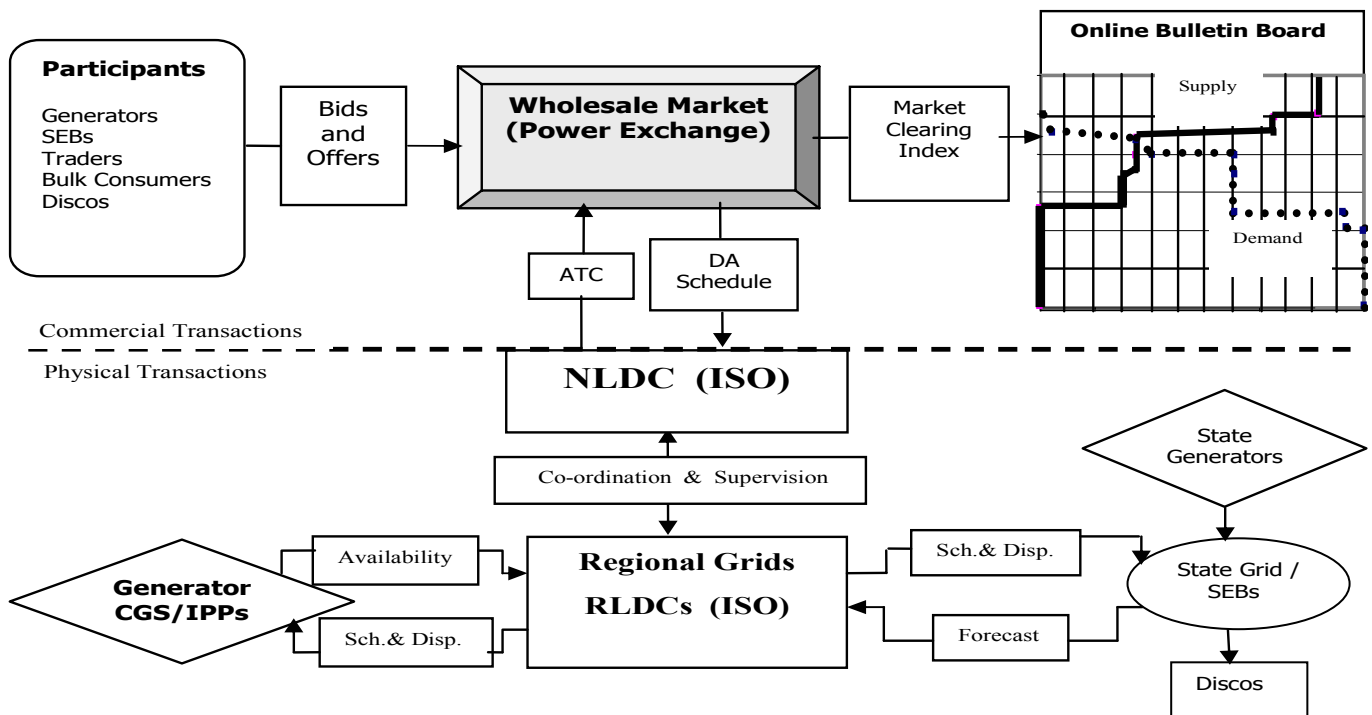 Participants
Generators
SEBs
Traders
Bulk Consumers
Discos
Bids
and
Offers
Wholesale Market
(Power Exchange)
Market
Clearing
Index
Online Bulletin Board
Supply
Demand
ATC
DA
Schedule
Commercial Transactions
Physical Transactions
NLDC (ISO)
Co-ordination & Supervision
State
Generators
Generator
CGS/IPPs
Availability
Sch.& Disp.
Regional Grids
RLDCs (ISO)
Sch.& Disp.
Forecast
State Grid /
SEBs
Discos